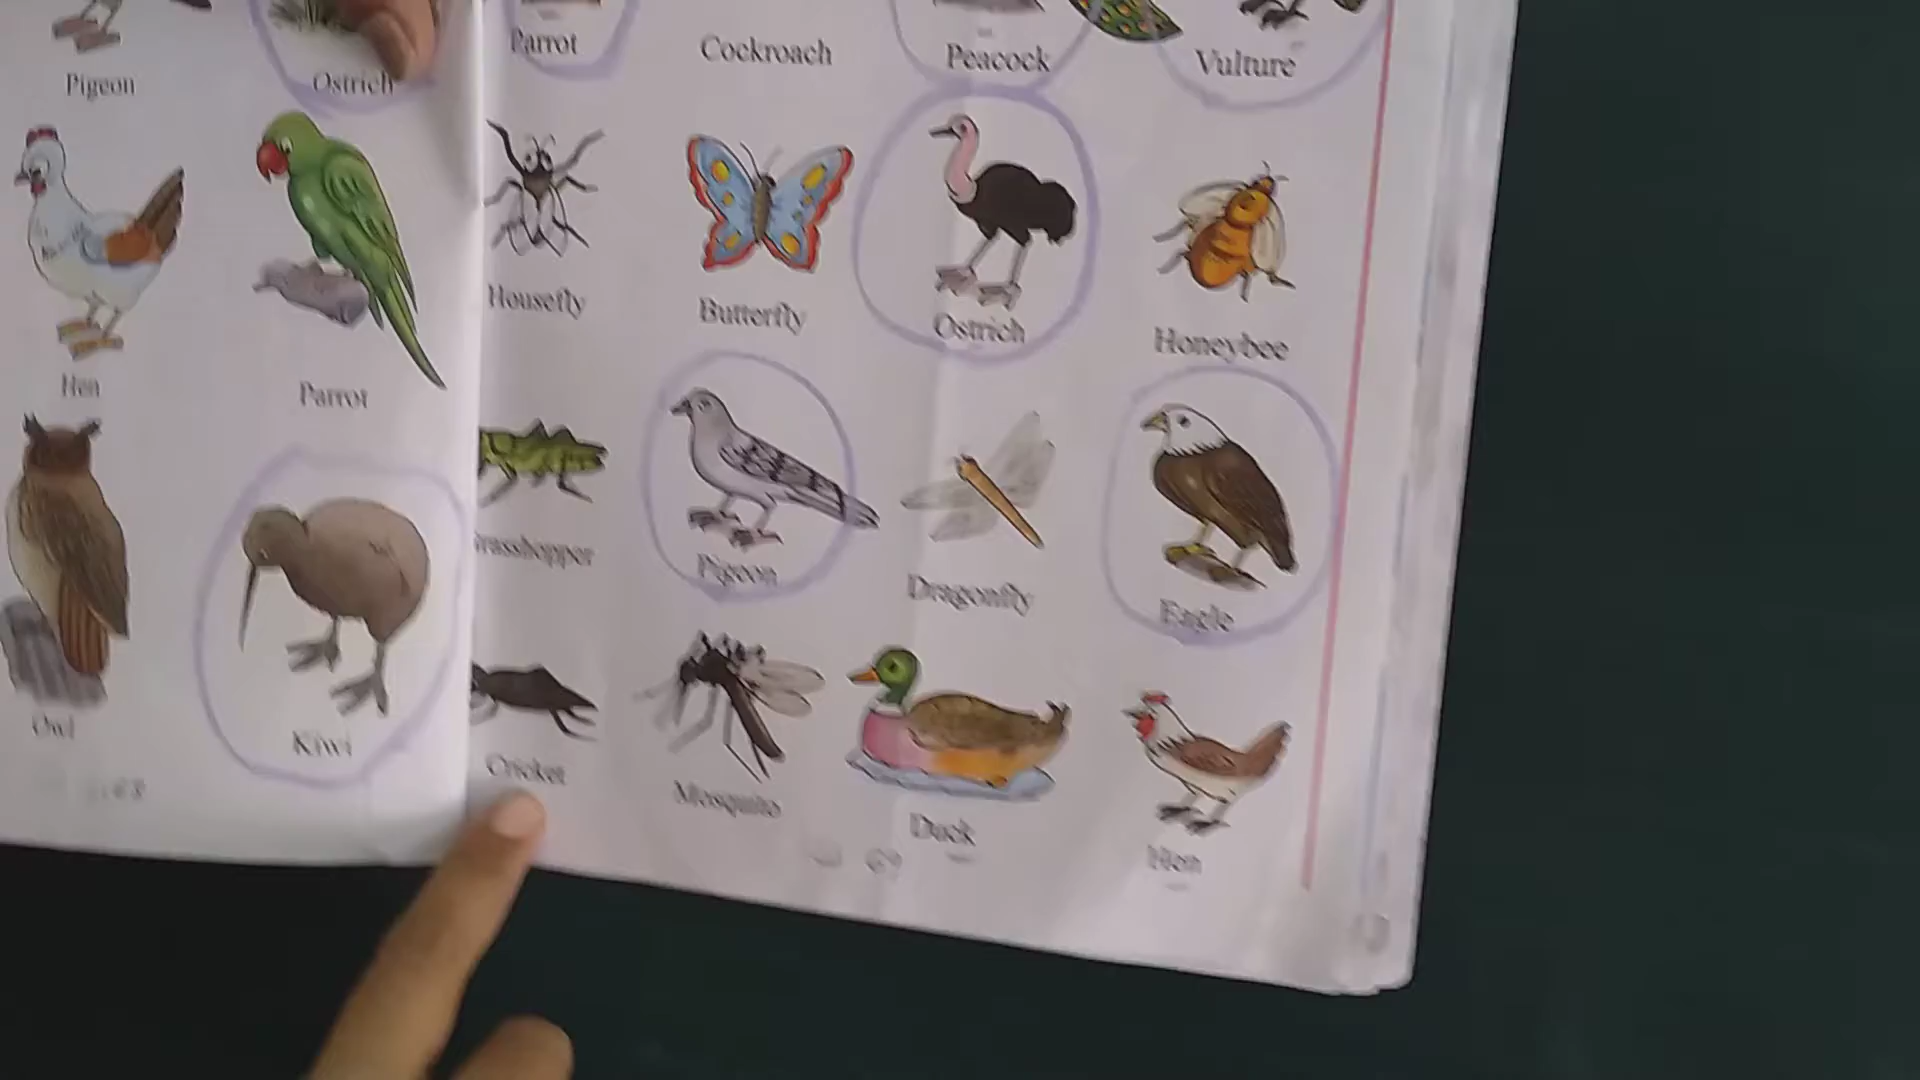 Pigeon
Ostrich
Hen
Parrot
Owl
Kiwi
Parrot
Cockroach
Peacock
Vulture
Housefly
Butterfly
Ostrich
Honeybee
rasshopper
Pigeon
Dragonfly
Eagle
Cricket
Mosquito
Duck
Hen